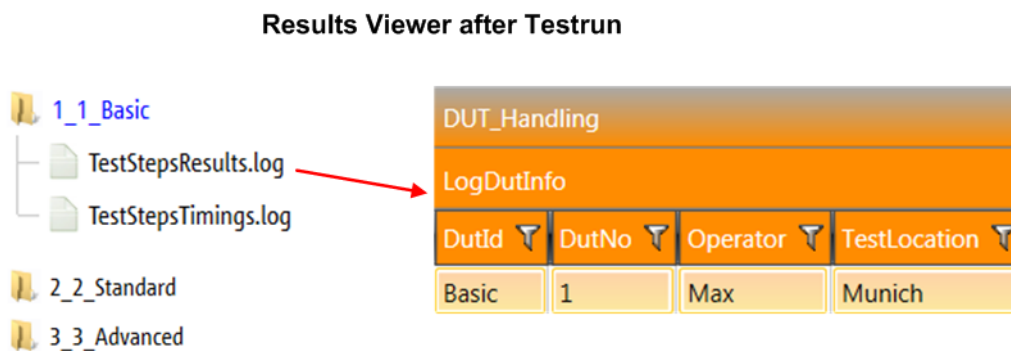 Results Viewer after Testrun
1_1_Basic
TestStepsResults.log
TestStepsTimings.log
2_2_Standard
3_3_Advanced
DUT_Handling
LogDutInfo
DutId DutNo Operator TestLocation
Basic 1 Max Munich